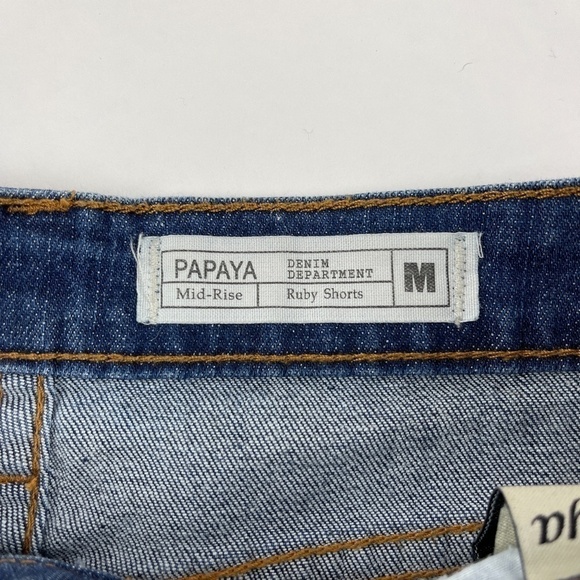 PAPAYA
Mid-Rise
DENIM
DEPARTMENT
Ruby Shorts
M